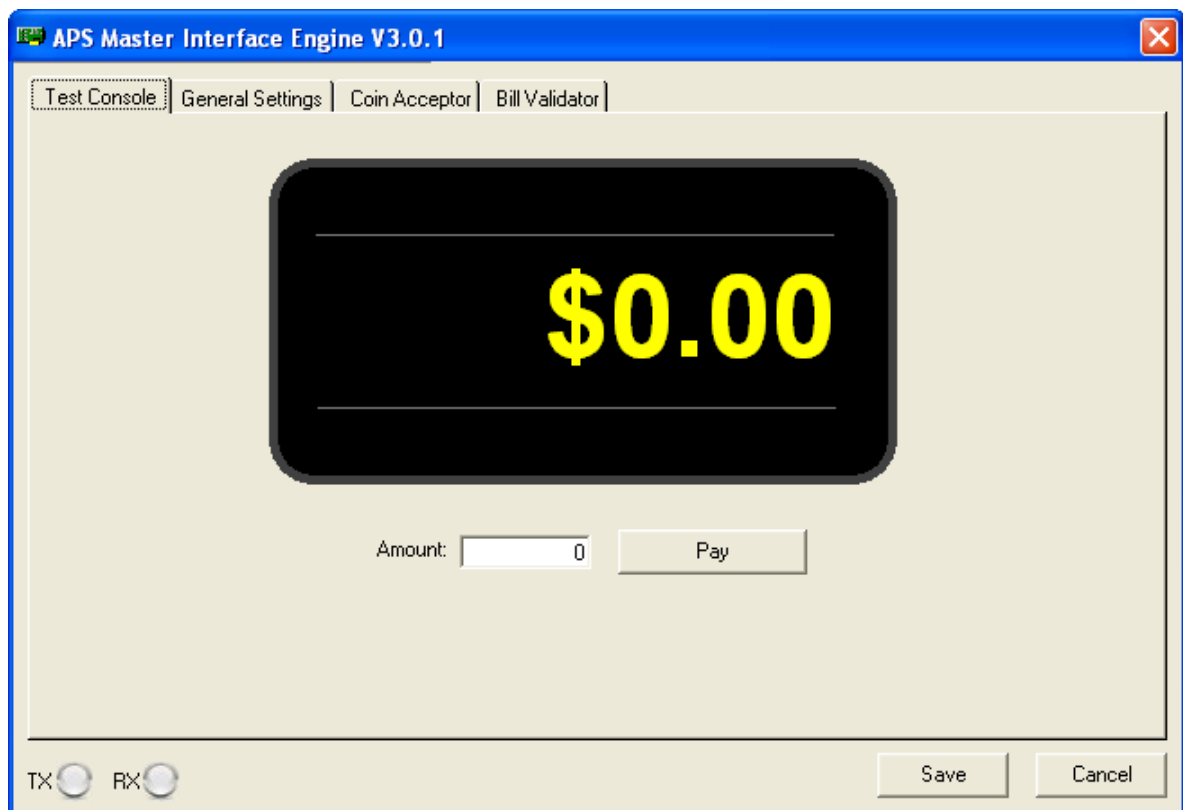 APS Master Interface Engine V3.0.1
Test Console General Settings Coin Acceptor Bill Validator
$0.00
Amount: 0 Pay
TX RX Save Cancel